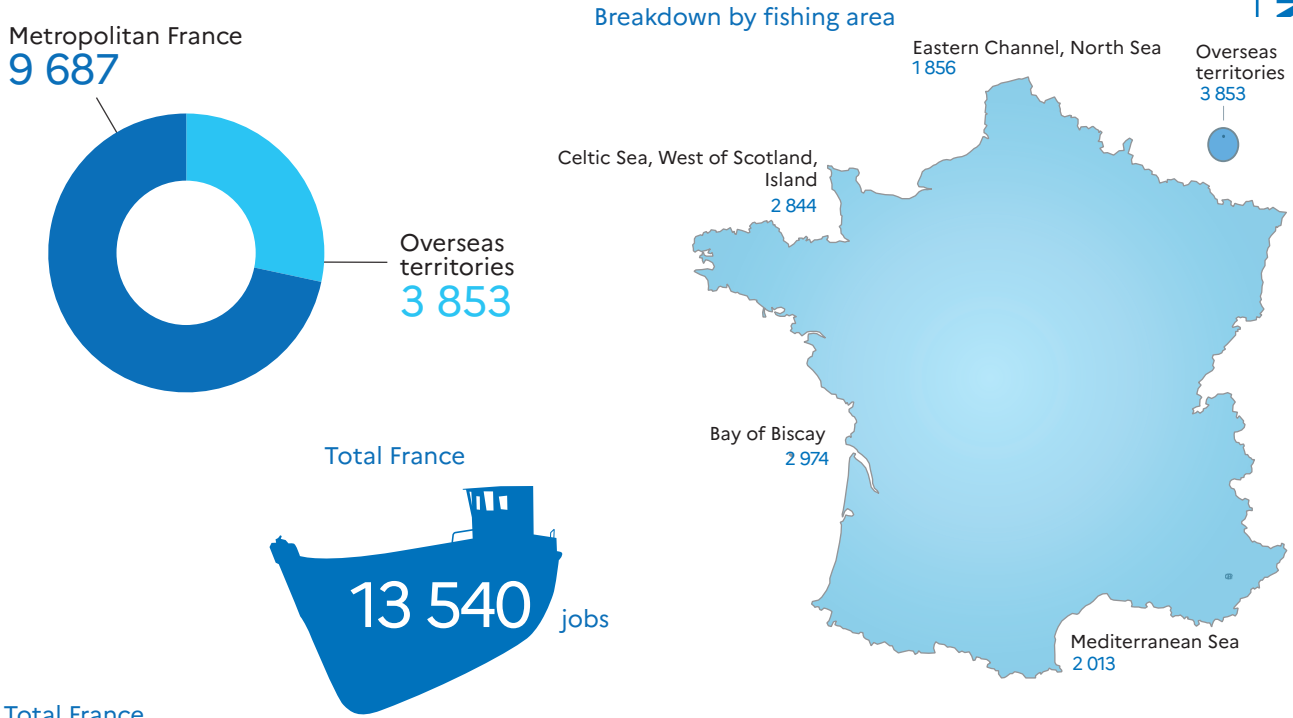 Metropolitan France
9 687
Overseas
territories
3 853
Total France
13 540
jobs
Total France
Breakdown by fishing area
Eastern Channel, North Sea
1 856
Overseas
territories
3 853
Celtic Sea, West of Scotland,
Island
2 844
Bay of Biscay
2 974
Mediterranean Sea
2 013